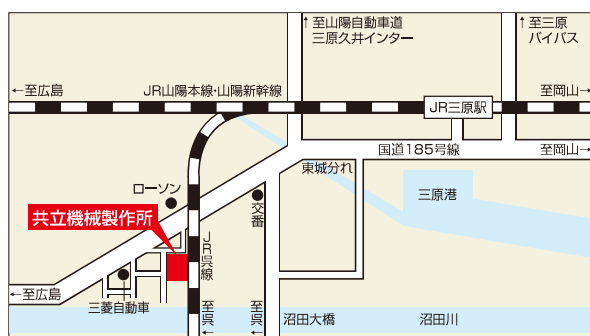 ↑至山陽自動車道
三原久井インター
↑至三原
バイパス
←至広島
JR山陽本線・山陽新幹線
JR三原駅
至岡山→
国道185号線
至岡山→
東城分れ
ローソン
交番
三原港
共立機械製作所
JR呉線
←至広島
三菱自動車
至呉←
至呉←
沼田大橋
沼田川